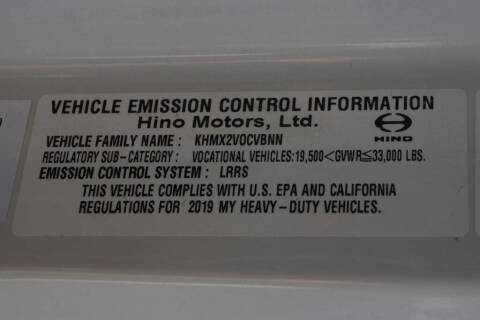 VEHICLE EMISSION CONTROL INFORMATION
Hino Motors, Ltd.
HINO
VEHICLE FAMILY NAME : KHMX2VOCVBNN
REGULATORY SUB-CATEGORY : VOCATIONAL VEHICLES:19,500<GVWR≦33,000 LBS.
EMISSION CONTROL SYSTEM : LRRS
THIS VEHICLE COMPLIES WITH U.S. EPA AND CALIFORNIA
REGULATIONS FOR 2019 MY HEAVY-DUTY VEHICLES.